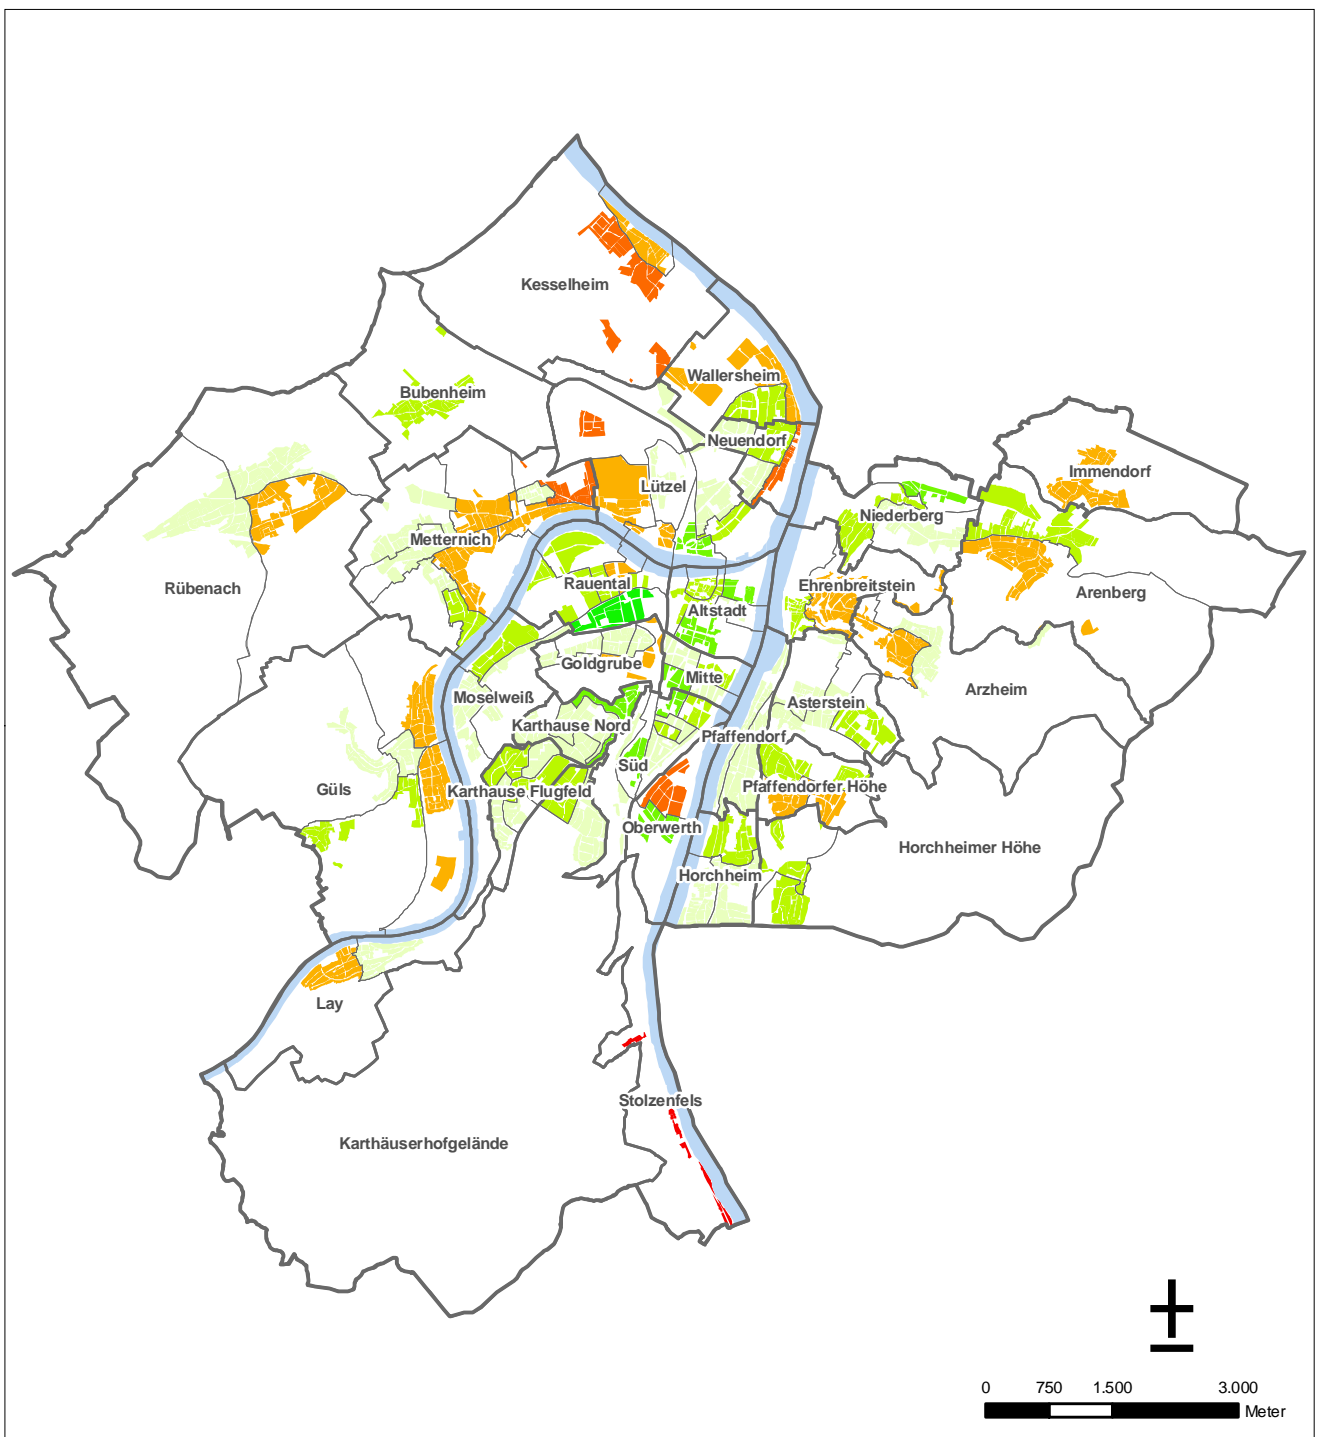 Kesselheim
Wallersheim
Bubenheim
Neuendorf
Immendorf
Lützel
Niederberg
Metternich
Rauental
Ehrenbreitstein
Rübenach
Altstadt
Arenberg
Goldgrube
Mitte
Arzheim
Moselweiß
Asterstein
Karthause Nord
Pfaffendorf
Süd
Güls
Karthause Flugfeld
Pfaffendorfer Höhe
Oberwerth
Horchheimer Höhe
Horchheim
Lay
Stolzenfels
Karthäuserhofgelände
0 750 1.500 3.000
Meter